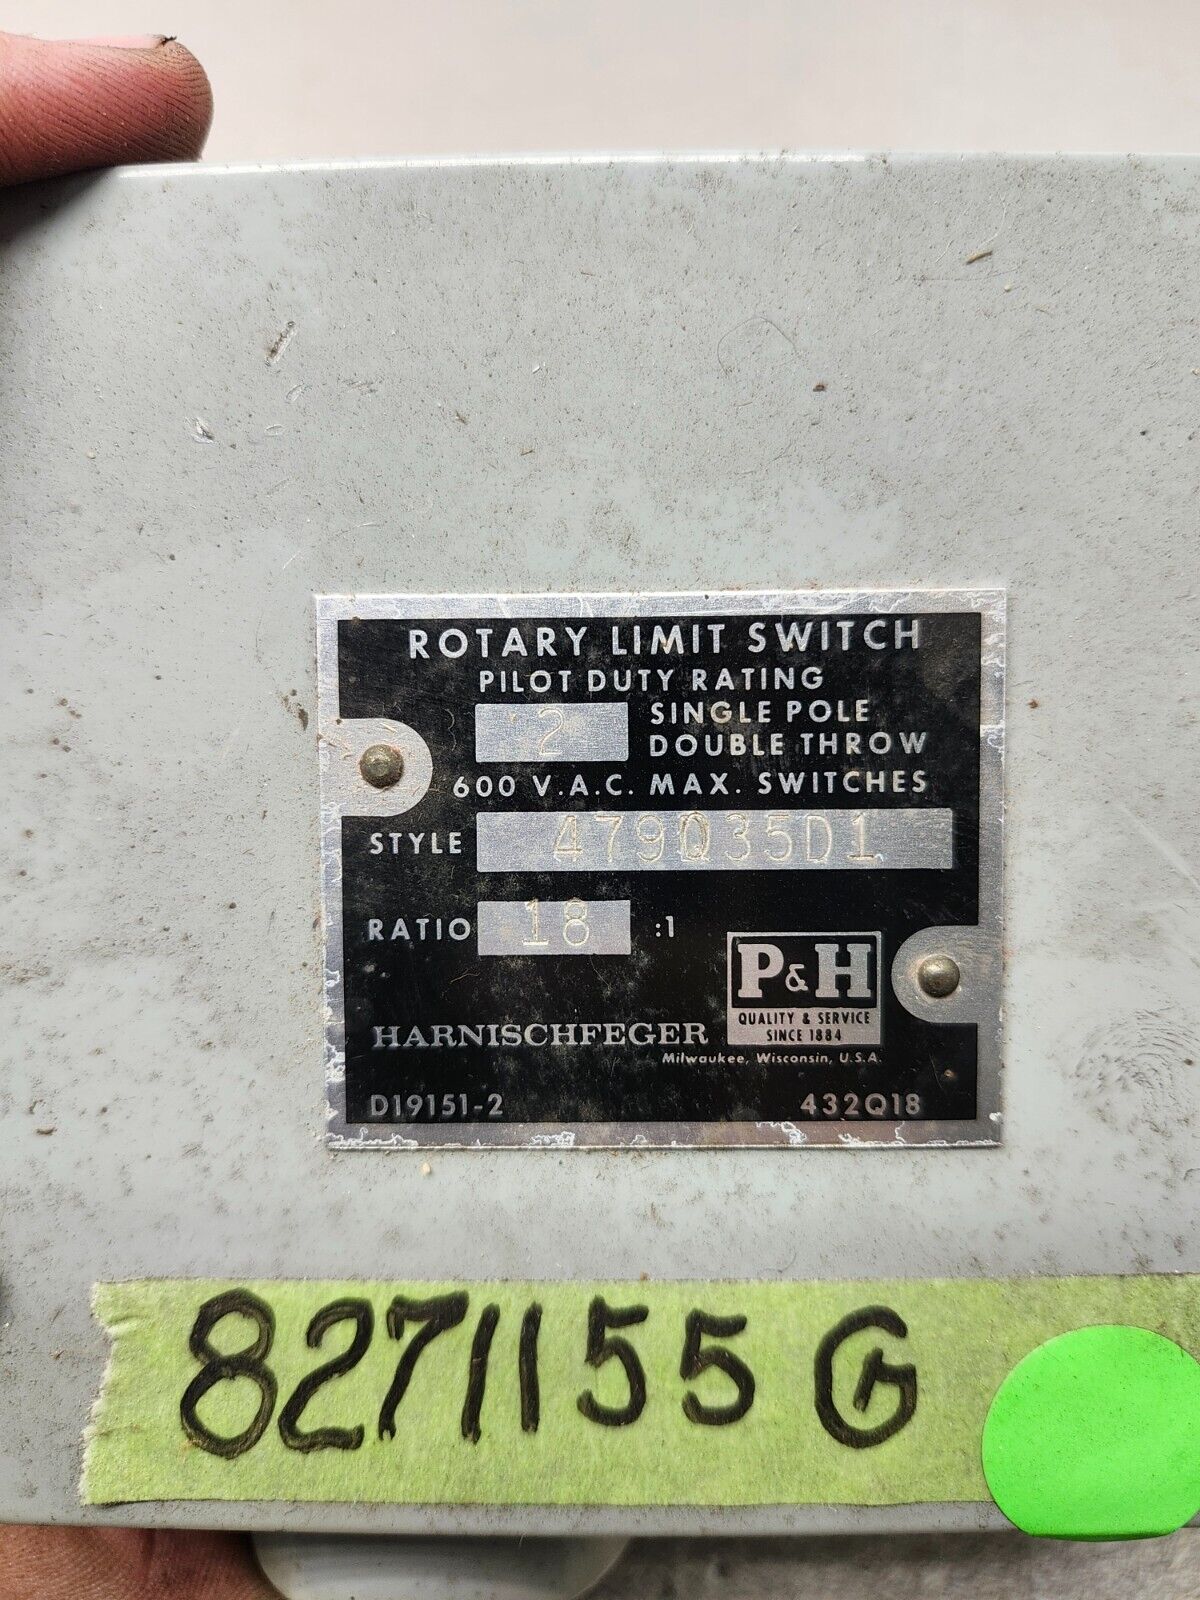 ROTARY LIMIT SWITCH
PILOT DUTY RATING
2 SINGLE POLE
DOUBLE THROW
600 V.A.C. MAX. SWITCHES
STYLE 479Q35D1
RATIO 18 :1
P&H
QUALITY & SERVICE
SINCE 1884
HARNISCHFEGER
Milwaukee, Wisconsin, U.S.A.
D19151-2 432Q18
8271155 G